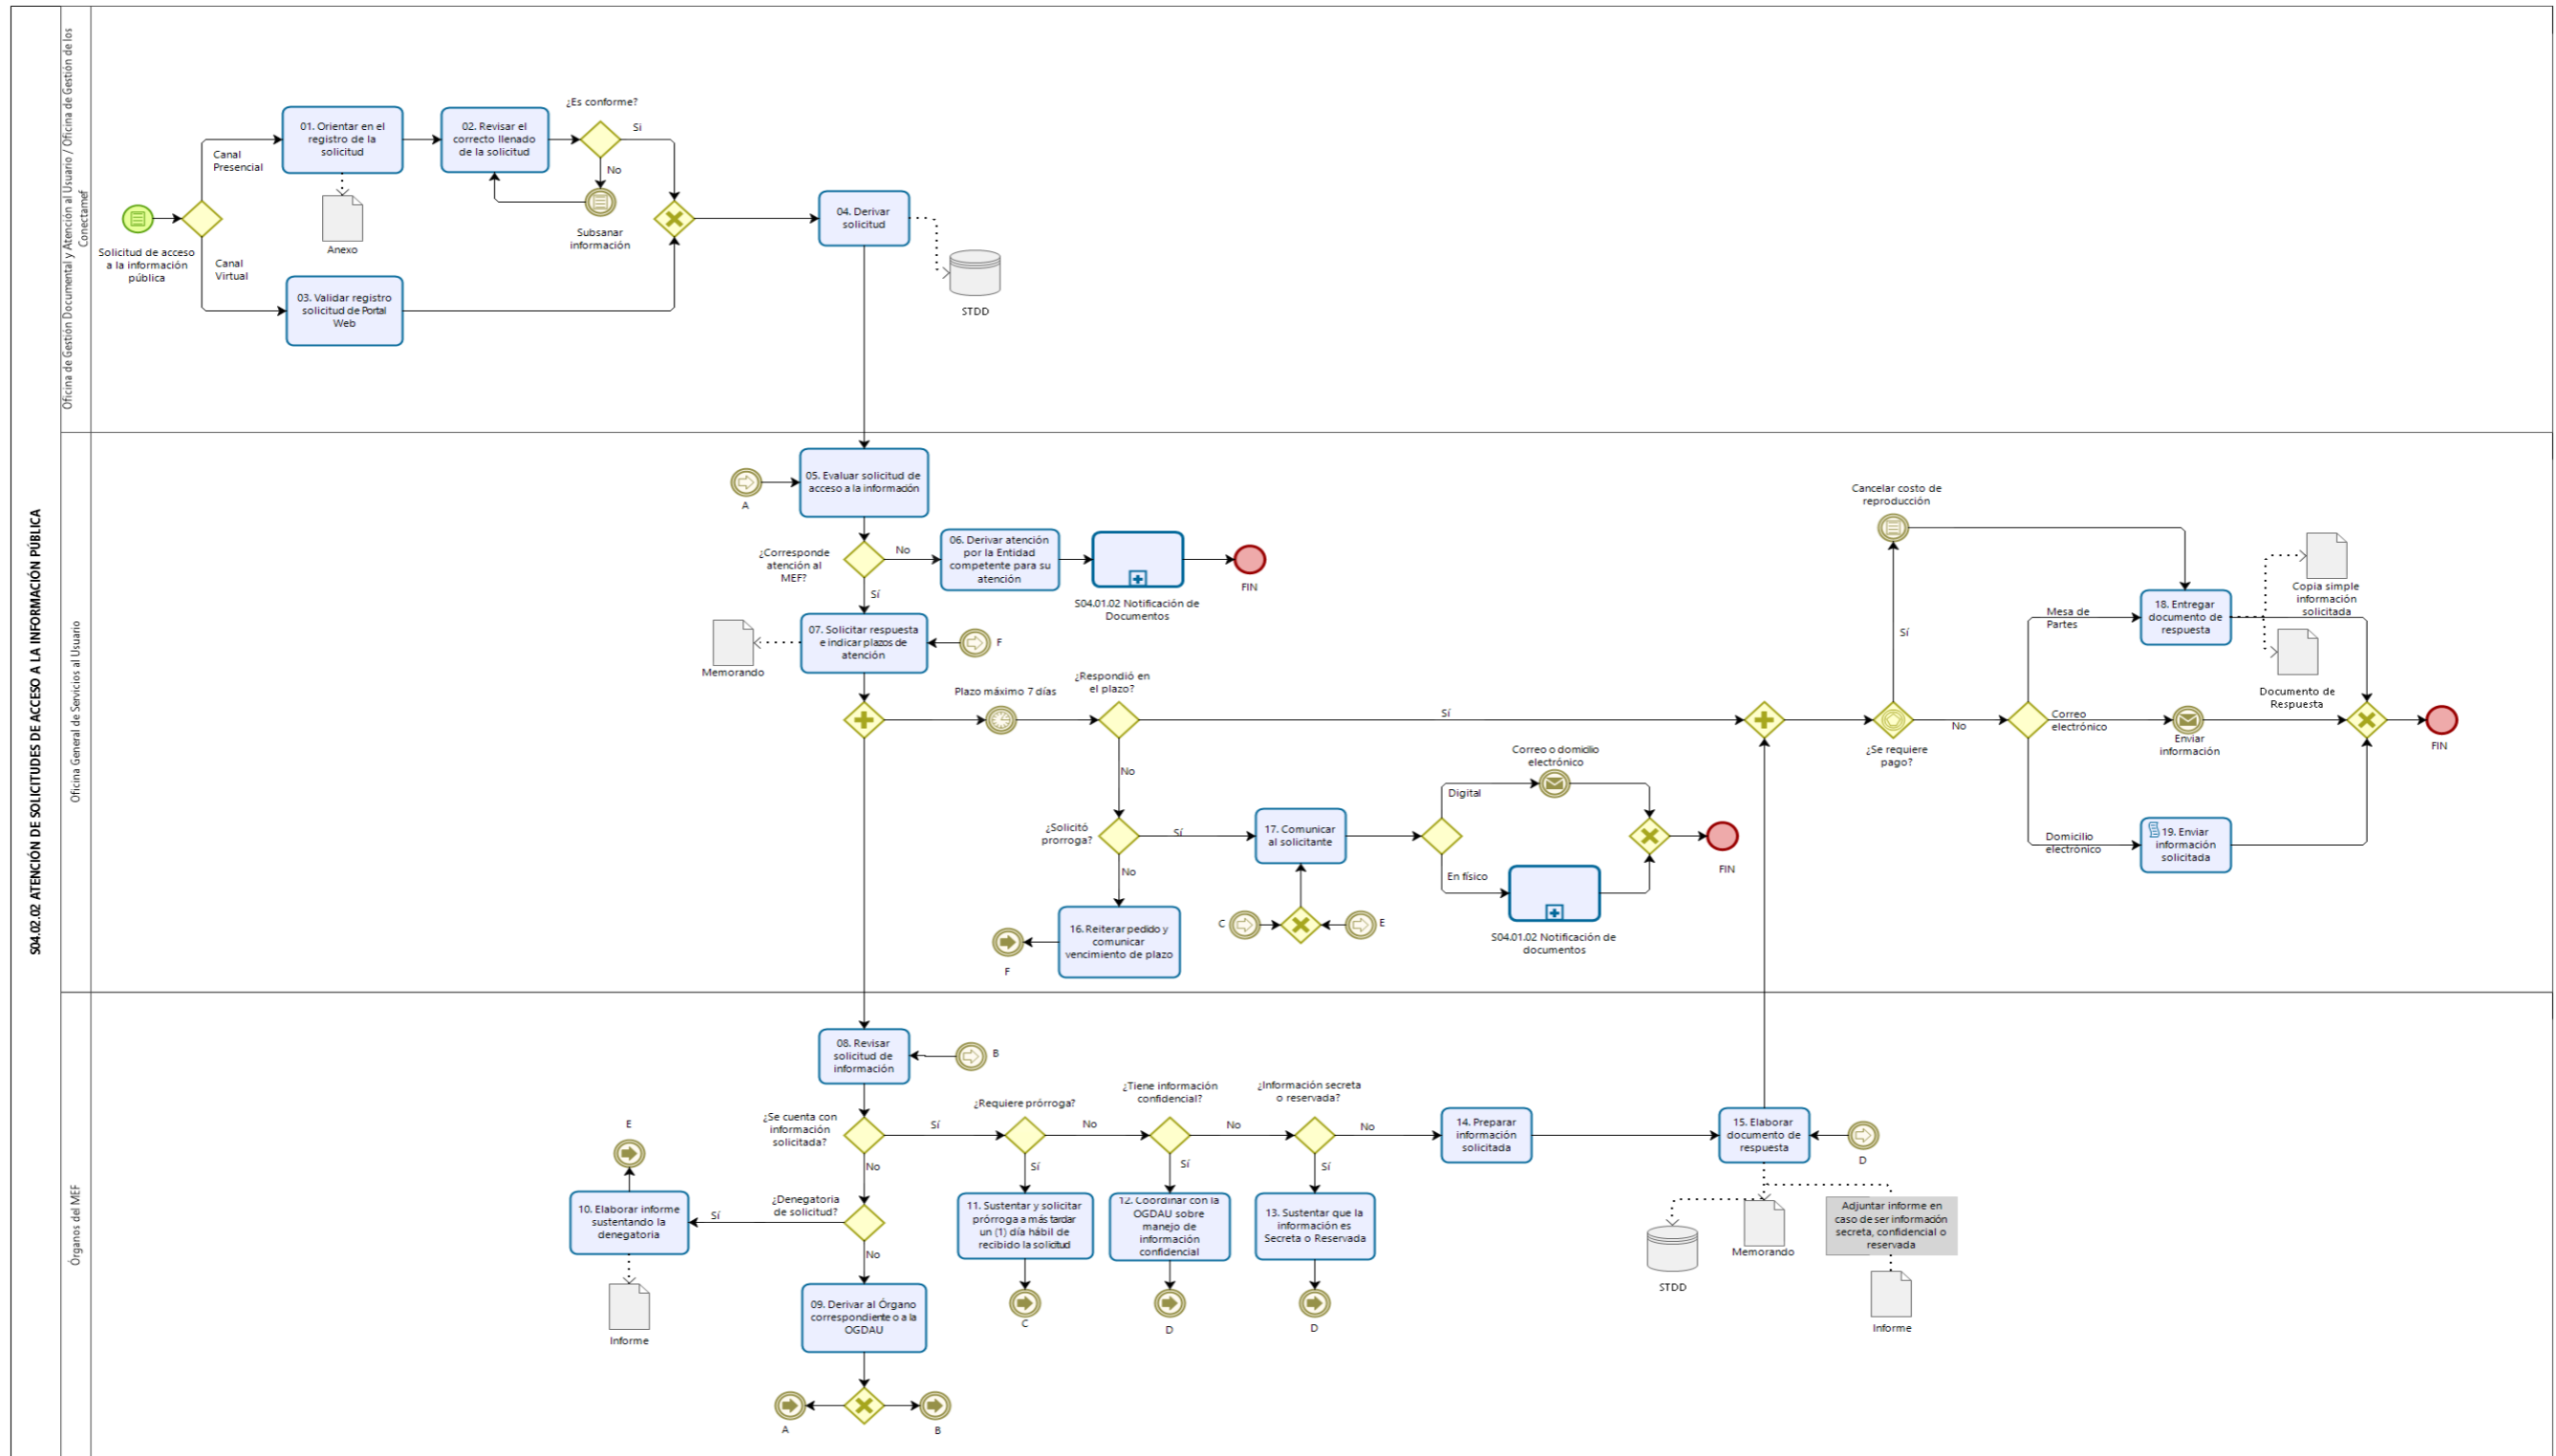 S04.02.02 ATENCIÓN DE SOLICITUDES DE ACCESO A LA INFORMACIÓN PÚBLICA
Oficina de Gestión Documental y Atención al Usuario / Oficina de Gestión de los
Conectamef
Solicitud de acceso
a la información
pública
Canal
Presencial
Canal
Virtual
01. Orientar en el
registro de la
solicitud
Anexo
02. Revisar el
correcto llenado
de la solicitud
¿Es conforme?
Si
No
Subsanar
información
03. Validar registro
solicitud de Portal
Web
04. Derivar
solicitud
STDD
Oficina General de Servicios al Usuario
A
05. Evaluar solicitud de
acceso a la información
¿Corresponde
atención al
MEF?
No
Sí
06. Derivar atención
por la Entidad
competente para su
atención
S04.01.02 Notificación de
Documentos
FIN
07. Solicitar respuesta
e indicar plazos de
atención
Memorando
F
Plazo máximo 7 días
¿Respondió en
el plazo?
Sí
No
¿Solicitó
prorroga?
Sí
No
16. Reiterar pedido y
comunicar
vencimiento de plazo
F
17. Comunicar
al solicitante
C
E
Digital
En físico
Correo o domicilio
electrónico
S04.01.02 Notificación de
documentos
FIN
¿Se requiere
pago?
Sí
No
Cancelar costo de
reproducción
Mesa de
Partes
Correo
electrónico
Domicilio
electrónico
18. Entregar
documento de
respuesta
Copia simple
información
solicitada
Documento de
Respuesta
Enviar
información
19. Enviar
información
solicitada
FIN
Órganos del MEF
08. Revisar
solicitud de
información
B
¿Se cuenta con
información
solicitada?
Sí
No
¿Denegatoria
de solicitud?
Sí
No
10. Elaborar informe
sustentando la
denegatoria
E
Informe
09. Derivar al Órgano
correspondiente o a la
OGDAU
A
B
¿Requiere prórroga?
No
Sí
11. Sustentar y solicitar
prórroga a más tardar
un (1) día hábil de
recibido la solicitud
C
¿Tiene información
confidencial?
No
Sí
12. Coordinar con la
OGDAU sobre
manejo de
información
confidencial
D
¿Información secreta
o reservada?
No
Sí
13. Sustentar que la
información es
Secreta o Reservada
D
14. Preparar
información
solicitada
15. Elaborar
documento de
respuesta
D
STDD
Memorando
Adjuntar informe en
caso de ser información
secreta, confidencial o
reservada
Informe